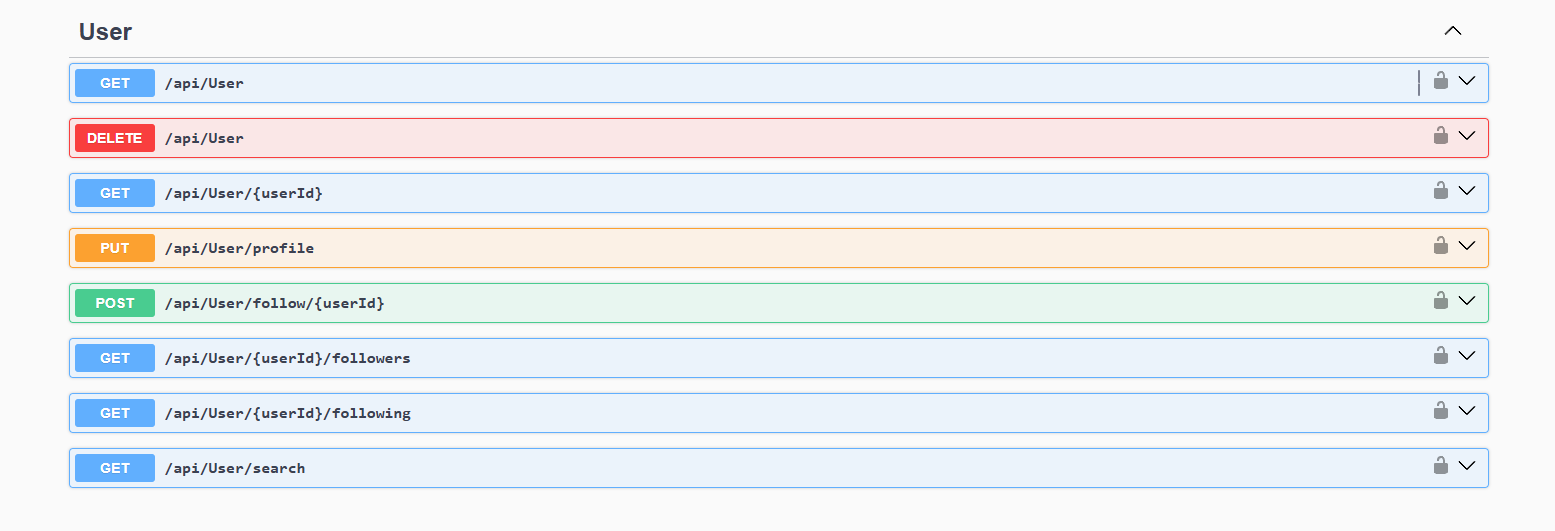 User
GET /api/User
DELETE /api/User
GET /api/User/{userId}
PUT /api/User/profile
POST /api/User/follow/{userId}
GET /api/User/{userId}/followers
GET /api/User/{userId}/following
GET /api/User/search